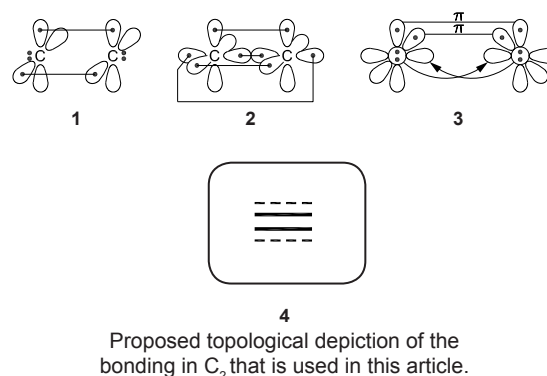 π
π
C C C C
1 2 3
4
Proposed topological depiction of the
bonding in C2 that is used in this article.